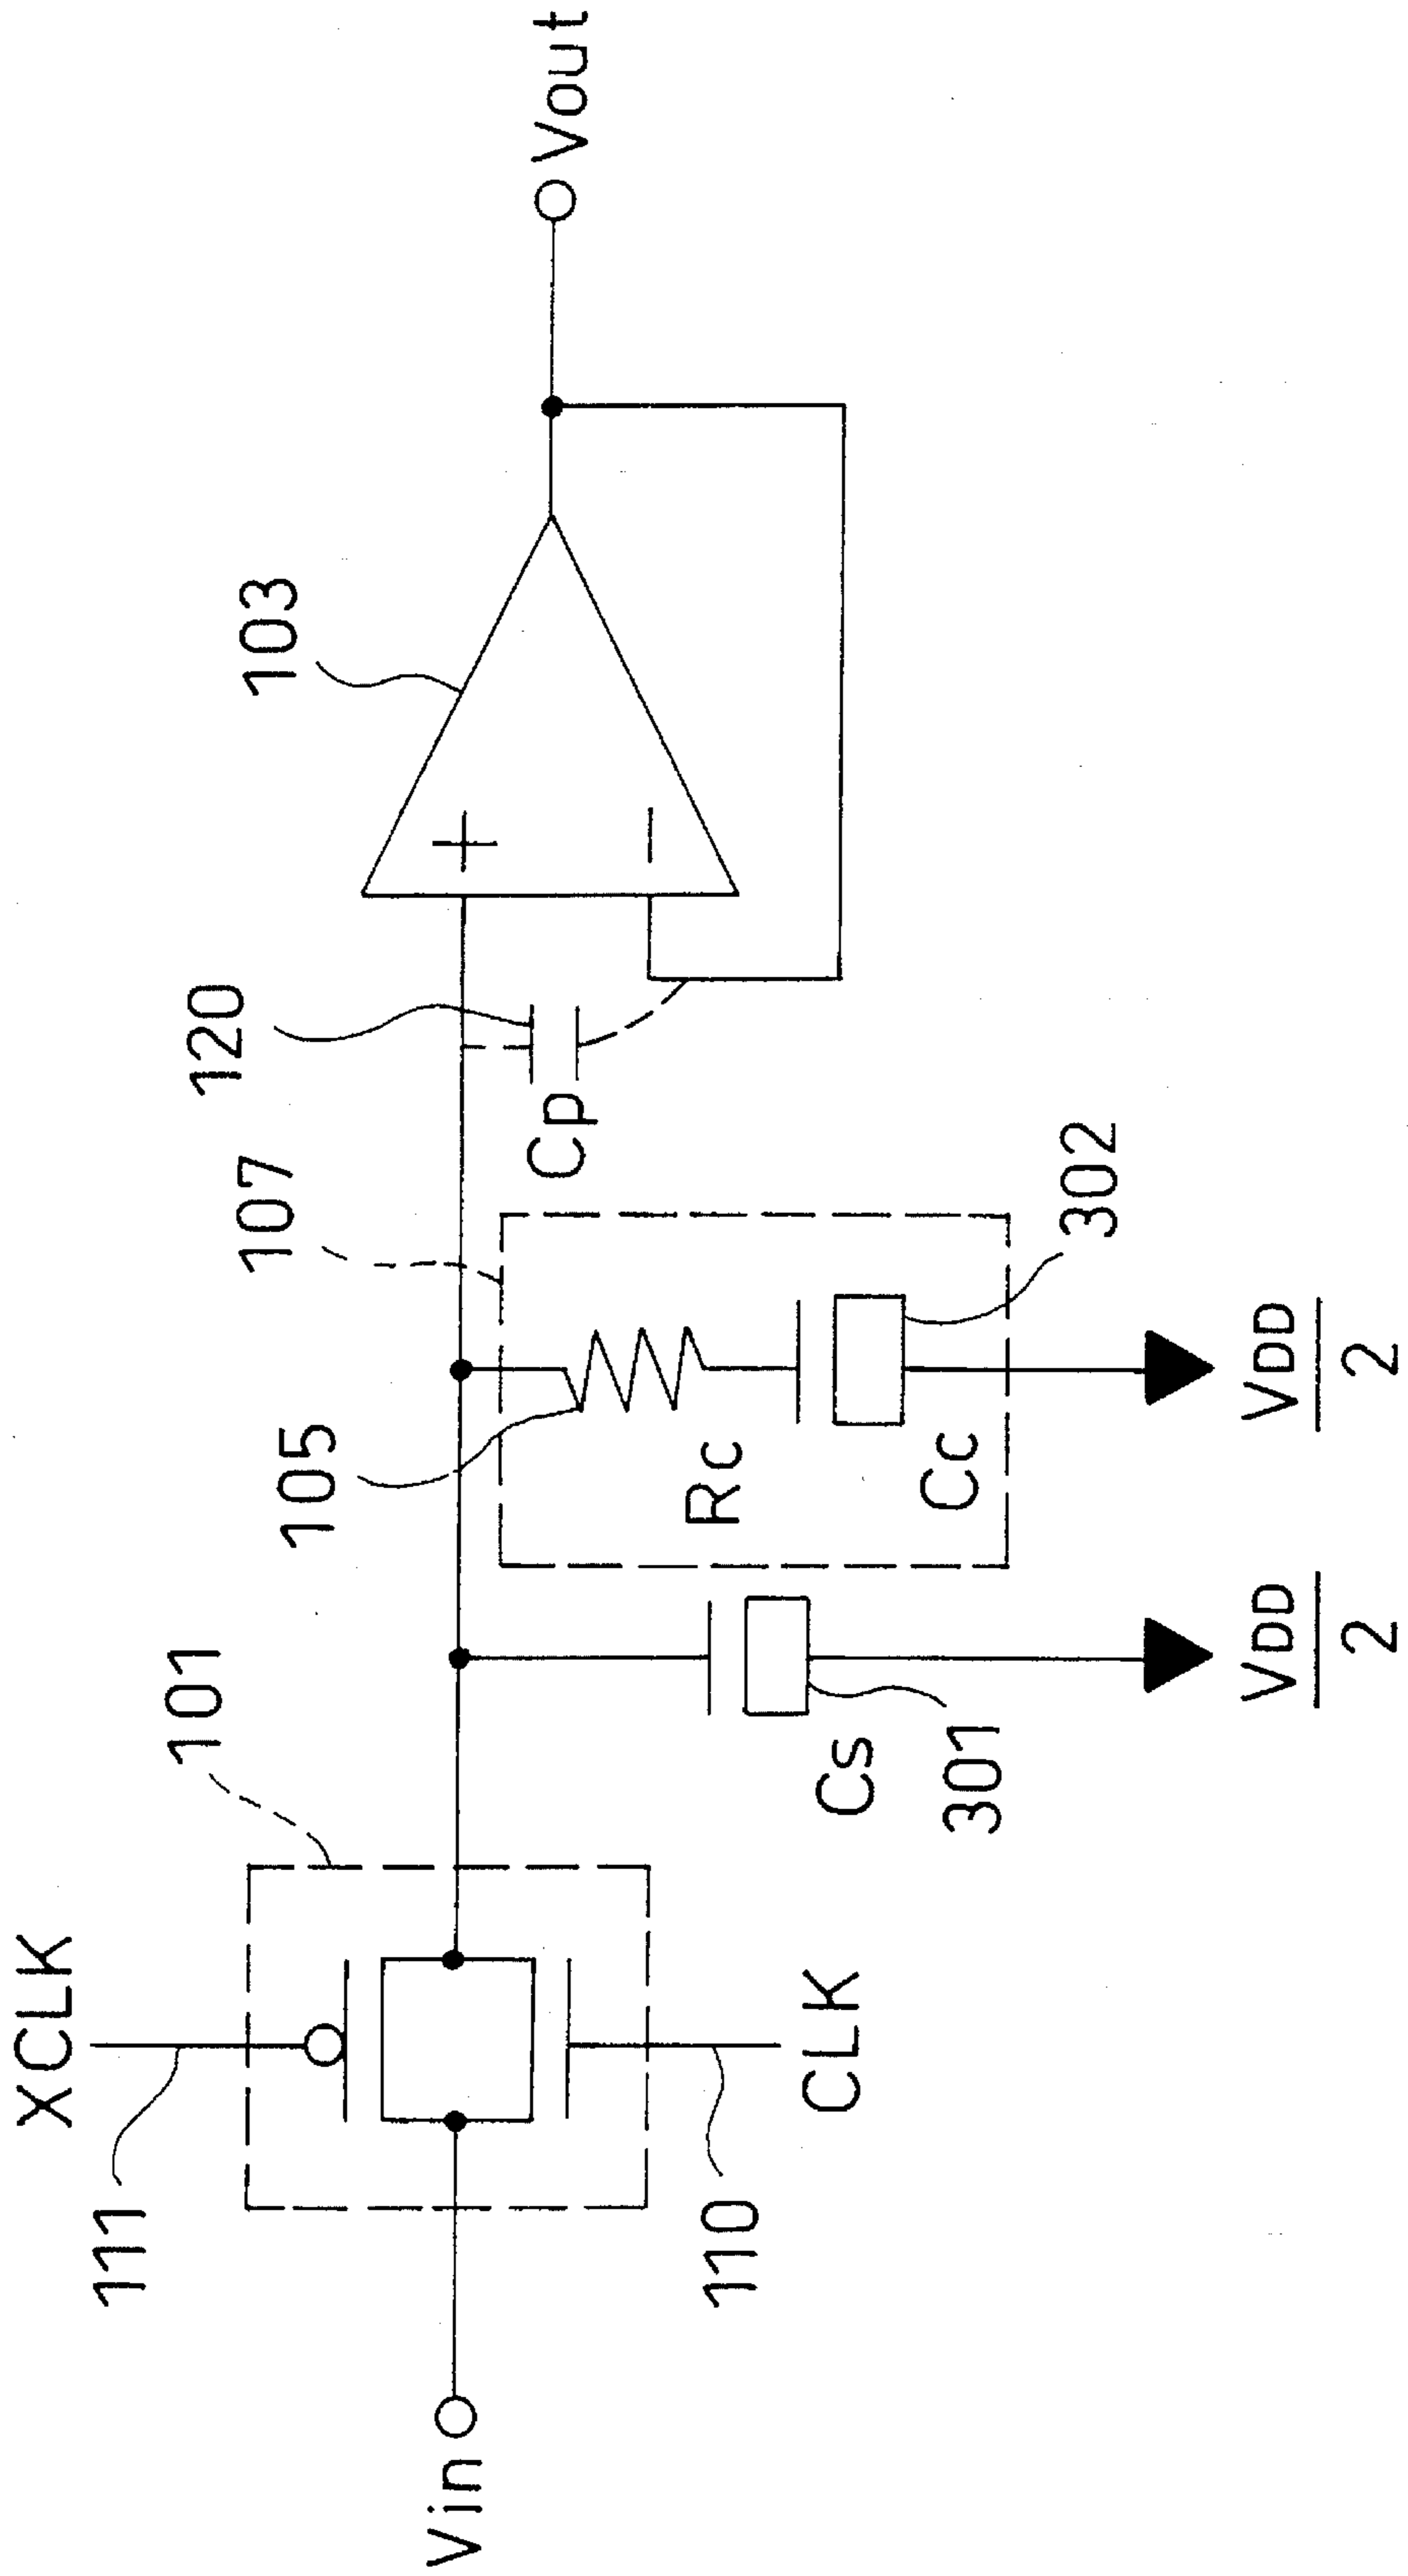 XCLK
111
101
110
CLK
Vin
Cs
301
VDD
2
105
107
Rc
Cc
302
VDD
2
120
Cp
103
+
−
Vout